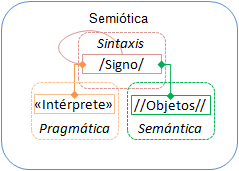 Semiótica
Sintaxis
/Signo/
«Intérprete»
//Objetos//
Pragmática
Semántica